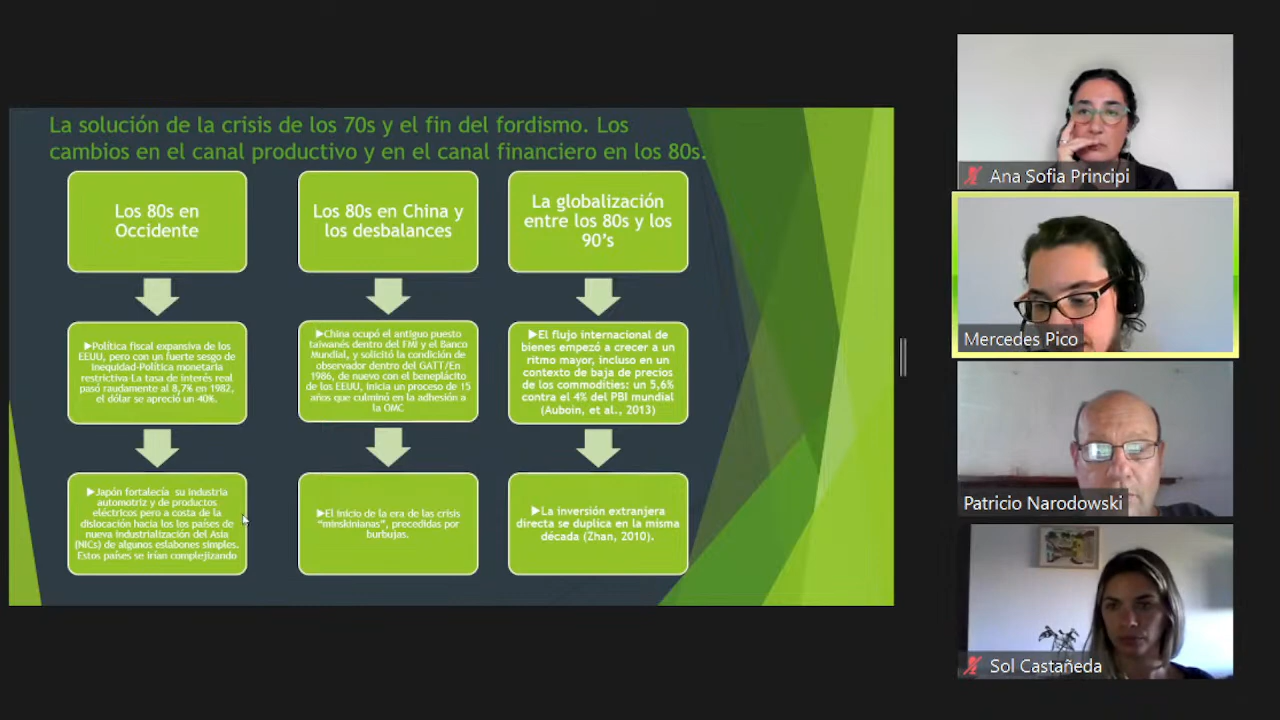 La solución de la crisis de los 70s y el fin del fordismo. Los
cambios en el canal productivo y en el canal financiero en los 80s.
Los 80s en
Occidente
▶Política fiscal expansiva de los
EEUU, pero con un fuerte sesgo de
inequidad-Política monetaria
restrictiva La tasa de interés real
pasó raudamente al 8,7% en 1982,
el dólar se apreció un 40%.
▶Japón fortalecía su industria
automotriz y de productos
eléctricos pero a costa de la
dislocación hacia los los países de
nueva industrialización del Asia
(NICs) de algunos eslabones simples.
Estos países se irían complejizando
Los 80s en China y
los desbalances
▶China ocupó el antiguo puesto
taiwanés dentro del FMI y el Banco
Mundial, y solicitó la condición de
observador dentro del GATT/En
1986, de nuevo con el beneplácito
de los EEUU, inicia un proceso de 15
años que culminó en la adhesión a
la OMC
▶El inicio de la era de las crisis
“minskinianas”, precedidas por
burbujas.
La globalización
entre los 80s y los
90’s
▶El flujo internacional de
bienes empezó a crecer a un
ritmo mayor, incluso en un
contexto de baja de precios
de los commodities: un 5,6%
contra el 4% del PBI mundial
(Auboin, et al., 2013)
▶La inversión extranjera
directa se duplica en la misma
década (Zhan, 2010).
Ana Sofia Principi
Mercedes Pico
Patricio Narodowski
Sol Castañeda